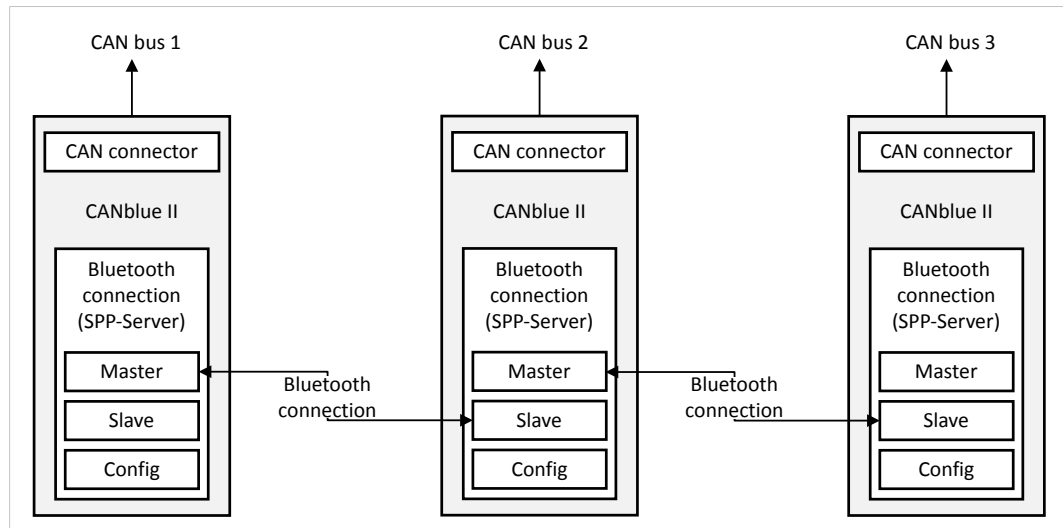 CAN bus 1
CAN bus 2
CAN bus 3
CAN connector
CAN connector
CAN connector
CANblue II
CANblue II
CANblue II
Bluetooth
connection
(SPP-Server)
Bluetooth
connection
(SPP-Server)
Bluetooth
connection
(SPP-Server)
Master
Bluetooth
connection
Master
Bluetooth
connection
Master
Slave
Slave
Slave
Config
Config
Config